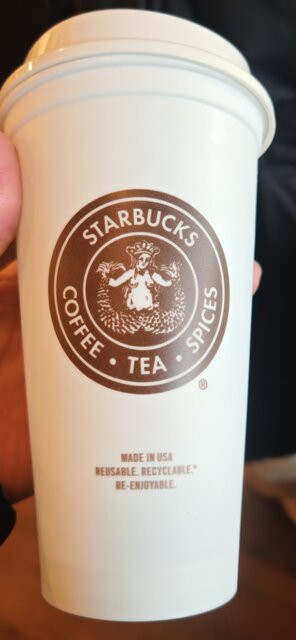 STARBUCKS
COFFEE • TEA • SPICES
®
MADE IN USA
REUSABLE. RECYCLABLE.*
RE-ENJOYABLE.